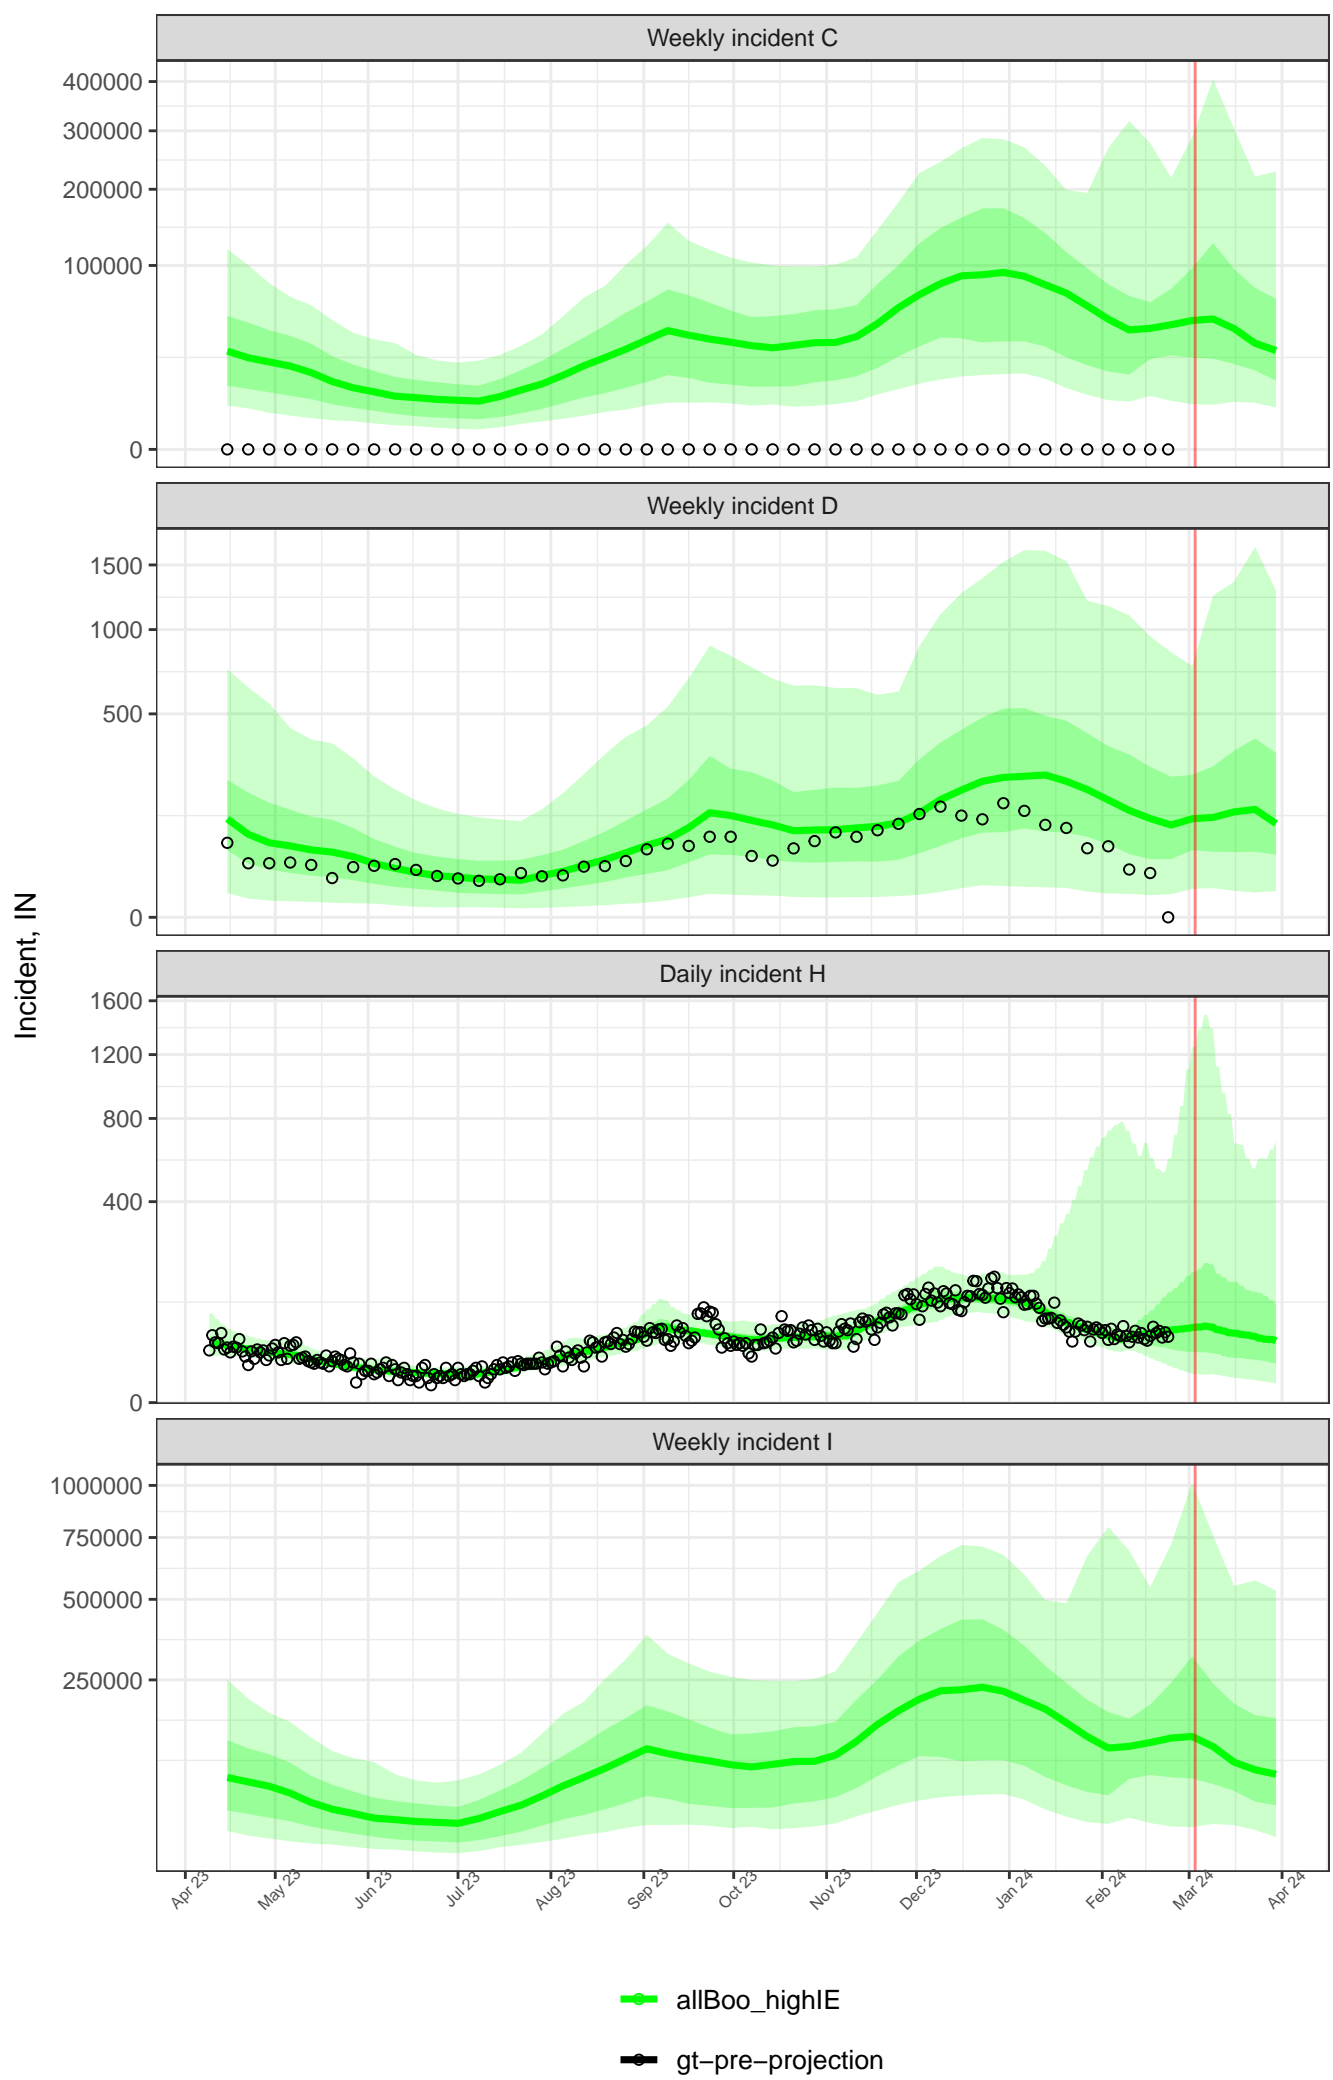 Weekly incident C
400000
300000
200000
100000
0
Weekly incident D
1500
1000
500
0
Incident, IN
Daily incident H
1600
1200
800
400
0
Weekly incident I
1000000
750000
500000
250000
Apr 23 May 23 Jun 23 Jul 23 Aug 23 Sep 23 Oct 23 Nov 23 Dec 23 Jan 24 Feb 24 Mar 24 Apr 24
allBoo_highIE
gt−pre−projection